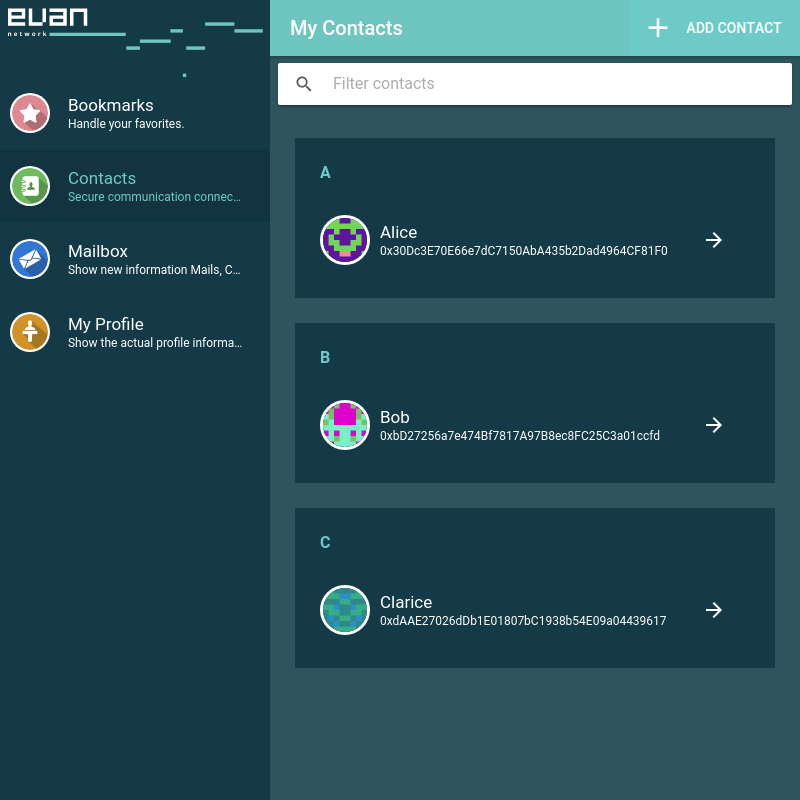 evan
network
Bookmarks
Handle your favorites.
Contacts
Secure communication connec...
Mailbox
Show new information Mails, C...
My Profile
Show the actual profile informa...
My Contacts
ADD CONTACT
Filter contacts
A
Alice
0x30Dc3E70E66e7dC7150AbA435b2Dad4964CF81F0
B
Bob
0xbD27256a7e474Bf7817A97B8ec8FC25C3a01ccfd
C
Clarice
0xdAAE27026dDb1E01807bC1938b54E09a04439617